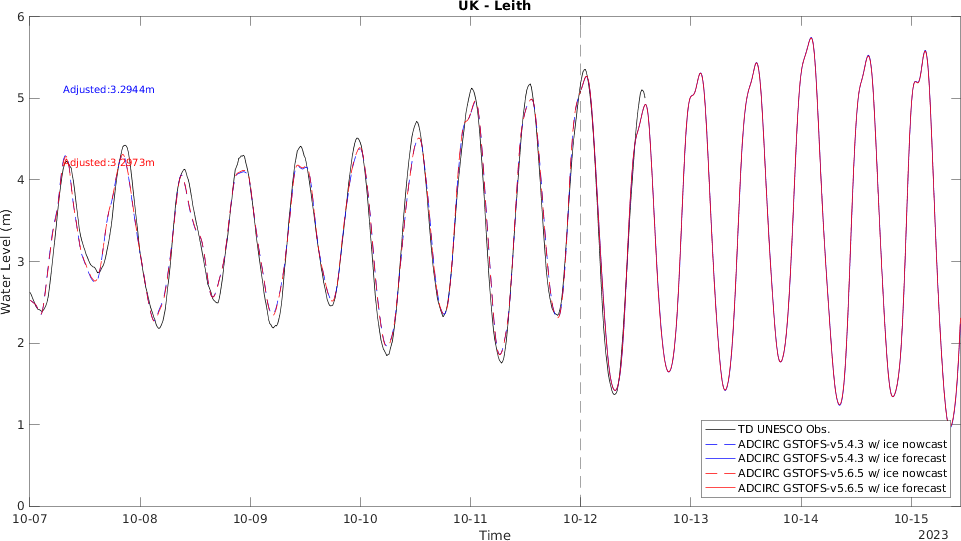 UK - Leith
6
5
4
3
2
1
0
Water Level (m)
Adjusted:3.2944m
Adjusted:3.2973m
TD UNESCO Obs.
ADCIRC GSTOFS-v5.4.3 w/ ice nowcast
ADCIRC GSTOFS-v5.4.3 w/ ice forecast
ADCIRC GSTOFS-v5.6.5 w/ ice nowcast
ADCIRC GSTOFS-v5.6.5 w/ ice forecast
10-07 10-08 10-09 10-10 10-11 10-12 10-13 10-14 10-15
Time
2023